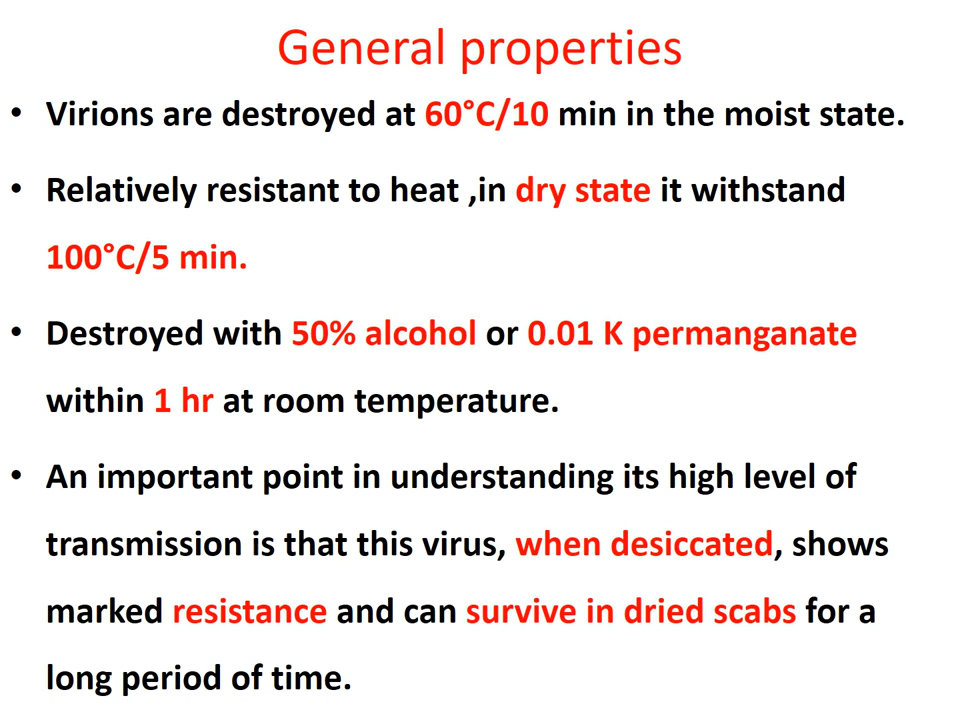 General properties
• Virions are destroyed at 60°C/10 min in the moist state.
• Relatively resistant to heat ,in dry state it withstand
100°C/5 min.
• Destroyed with 50% alcohol or 0.01 K permanganate
within 1 hr at room temperature.
• An important point in understanding its high level of
transmission is that this virus, when desiccated, shows
marked resistance and can survive in dried scabs for a
long period of time.